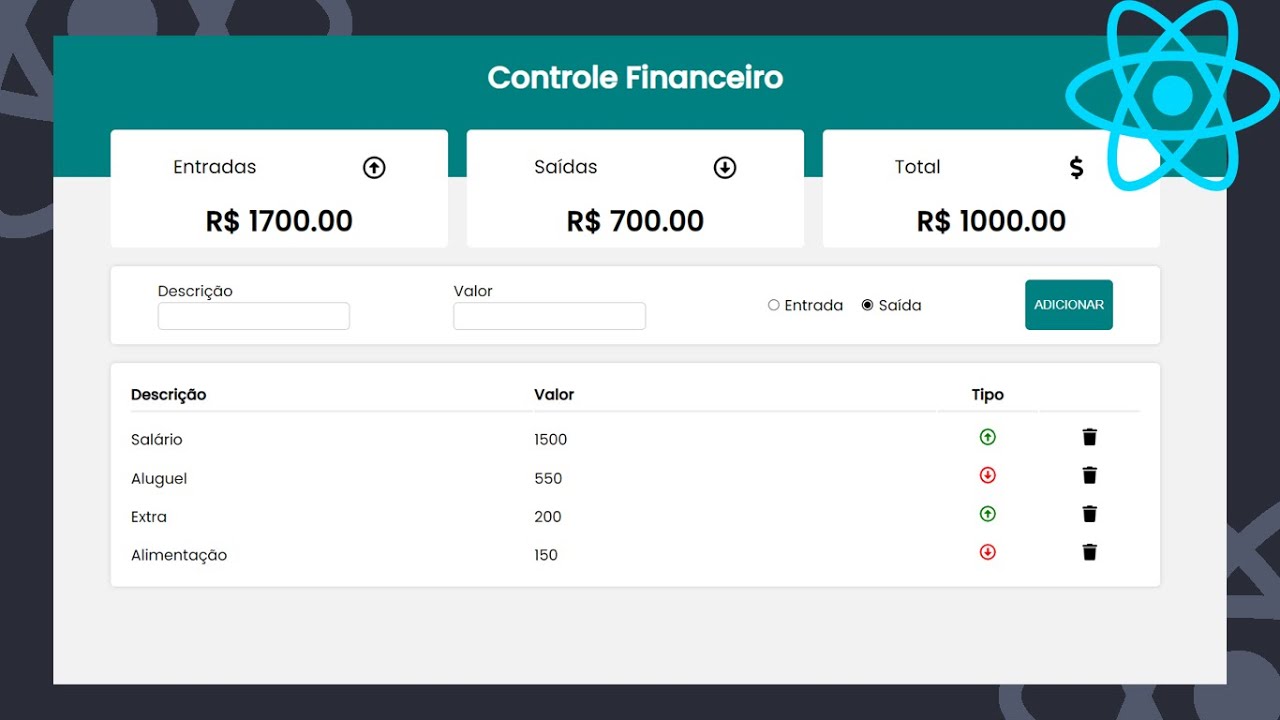 Controle Financeiro
Entradas
Saídas
Total
$
R$ 1700.00
R$ 700.00
R$ 1000.00
Descrição
Valor
Entrada
Saída
ADICIONAR
Descrição Valor Tipo
Salário 1500
Aluguel 550
Extra 200
Alimentação 150